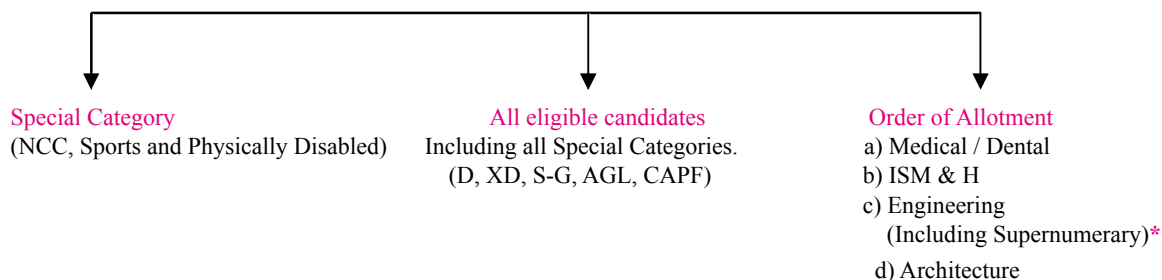 Special Category
(NCC, Sports and Physically Disabled)
All eligible candidates
Including all Special Categories.
(D, XD, S-G, AGL, CAPF)
Order of Allotment
a) Medical / Dental
b) ISM & H
c) Engineering
(Including Supernumerary)*
d) Architecture